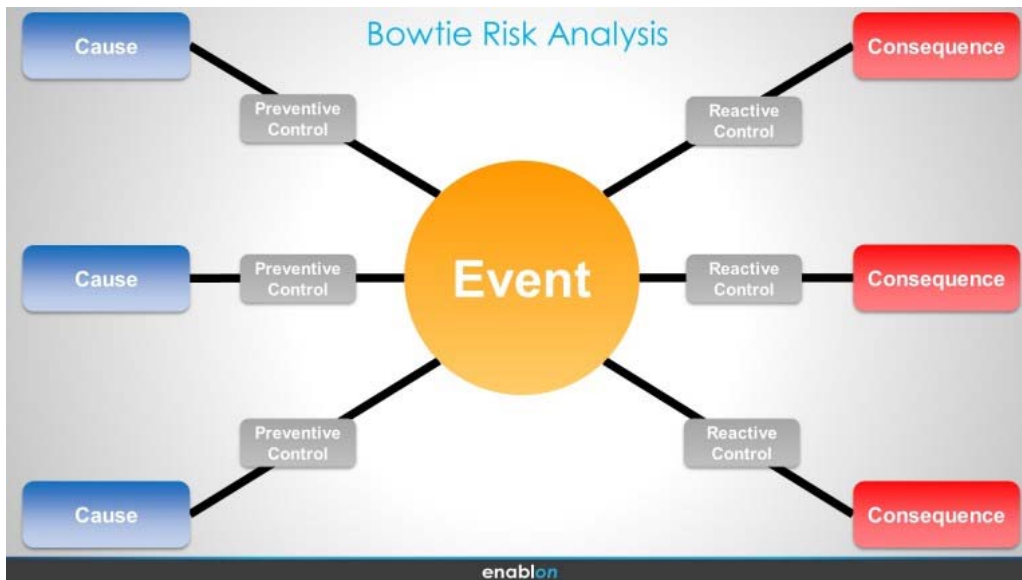 Bowtie Risk Analysis
Cause
Consequence
Preventive
Control
Reactive
Control
Cause
Preventive
Control
Event
Reactive
Control
Consequence
Preventive
Control
Reactive
Control
Cause
Consequence
enablon